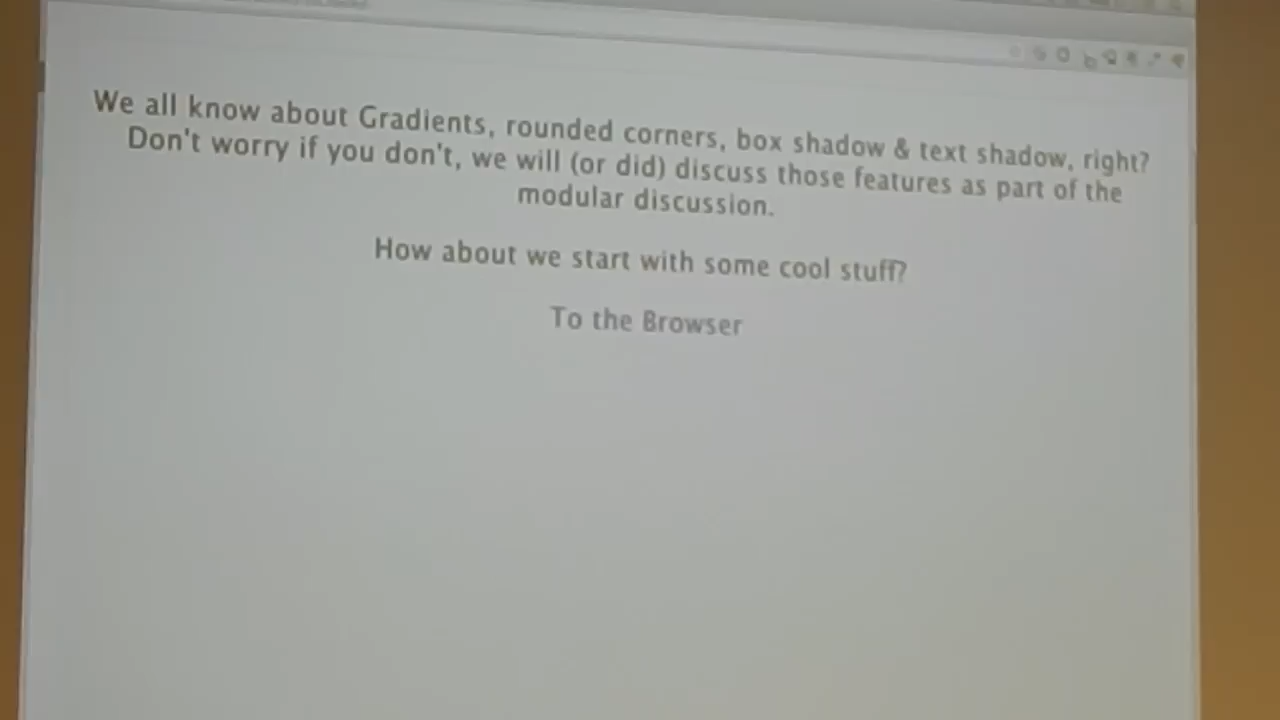 We all know about Gradients, rounded corners, box shadow & text shadow, right?
Don't worry if you don't, we will (or did) discuss those features as part of the
modular discussion.
How about we start with some cool stuff?
To the Browser